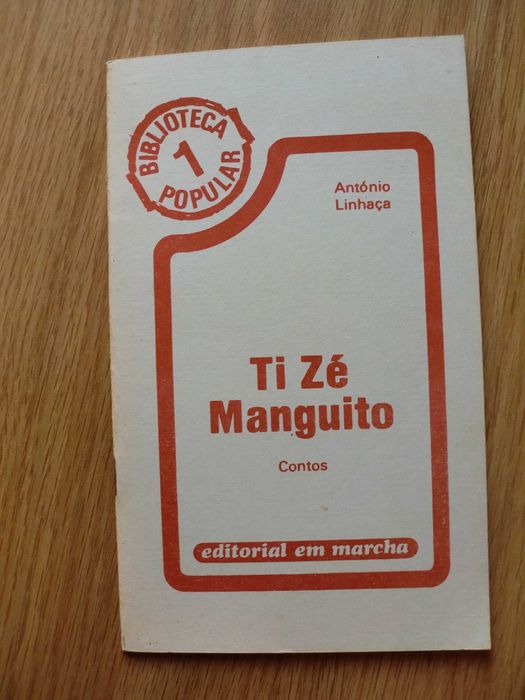 BIBLIOTECA
1
POPULAR
António
Linhaça
Ti Zé
Manguito
Contos
editorial em marcha